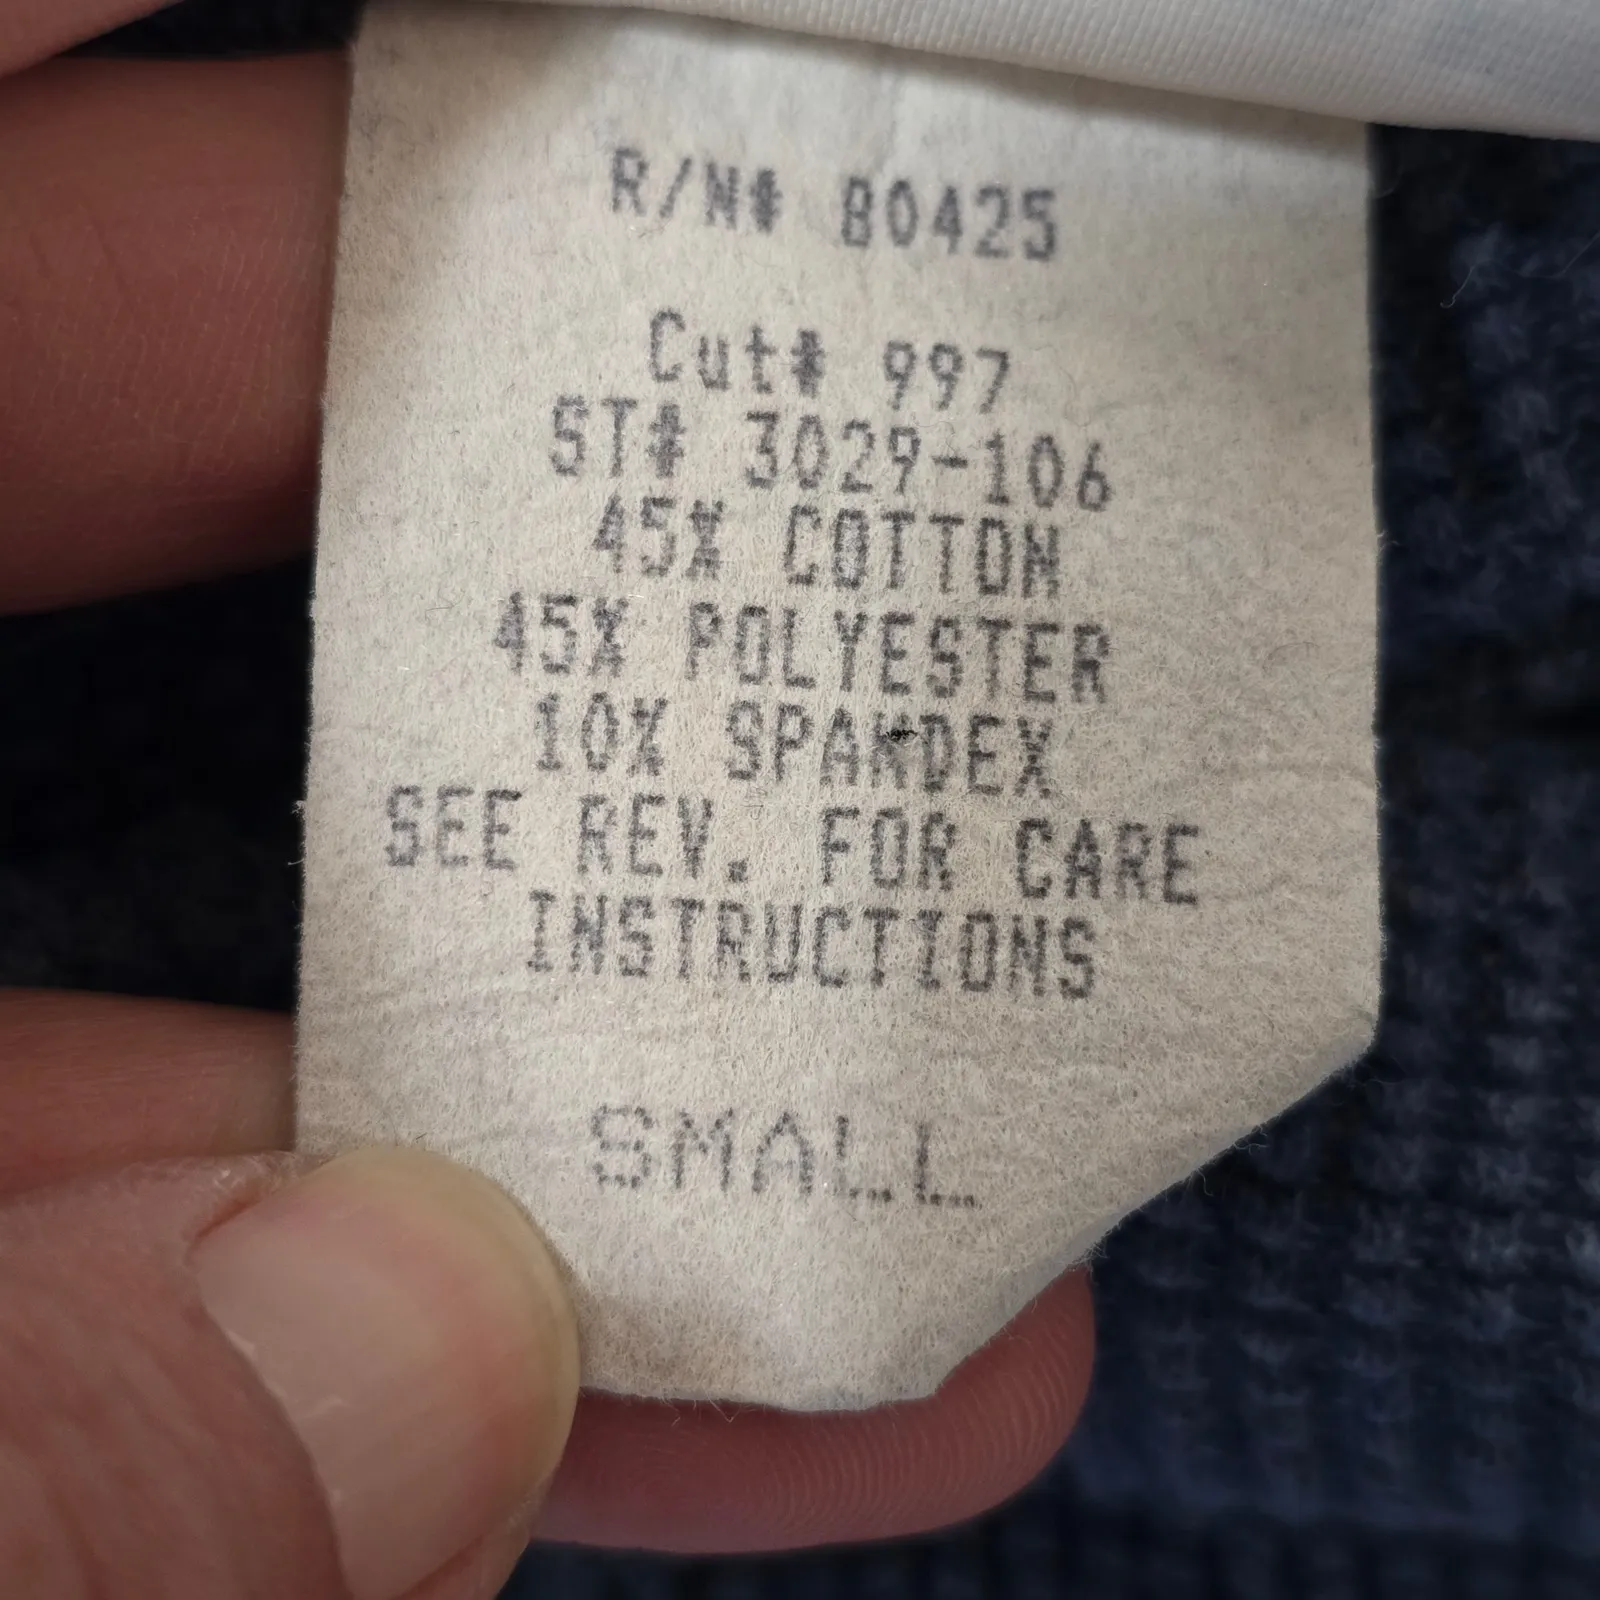 R/N# 80425
Cut# 997
ST# 3029-106
45% COTTON
45% POLYESTER
10% SPANDEX
SEE REV. FOR CARE
INSTRUCTIONS
SMALL